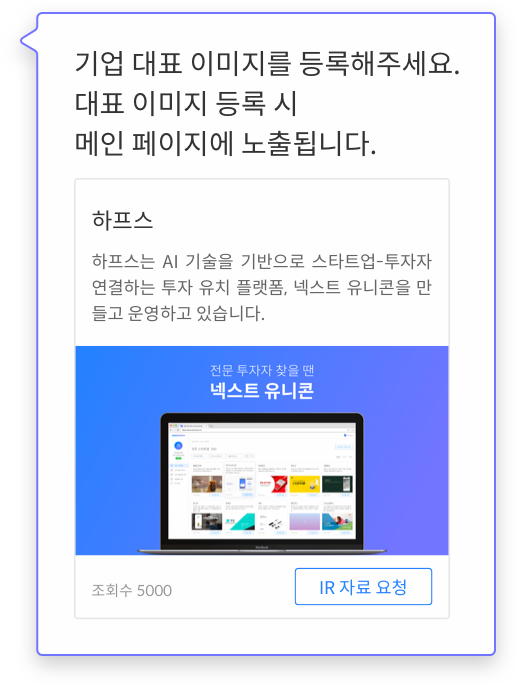 기업 대표 이미지를 등록해주세요.
대표 이미지 등록 시
메인 페이지에 노출됩니다.
하프스
하프스는 AI 기술을 기반으로 스타트업-투자자
연결하는 투자 유치 플랫폼, 넥스트 유니콘을 만
들고 운영하고 있습니다.
전문 투자자 찾을 땐
넥스트 유니콘
조회수 5000
IR 자료 요청